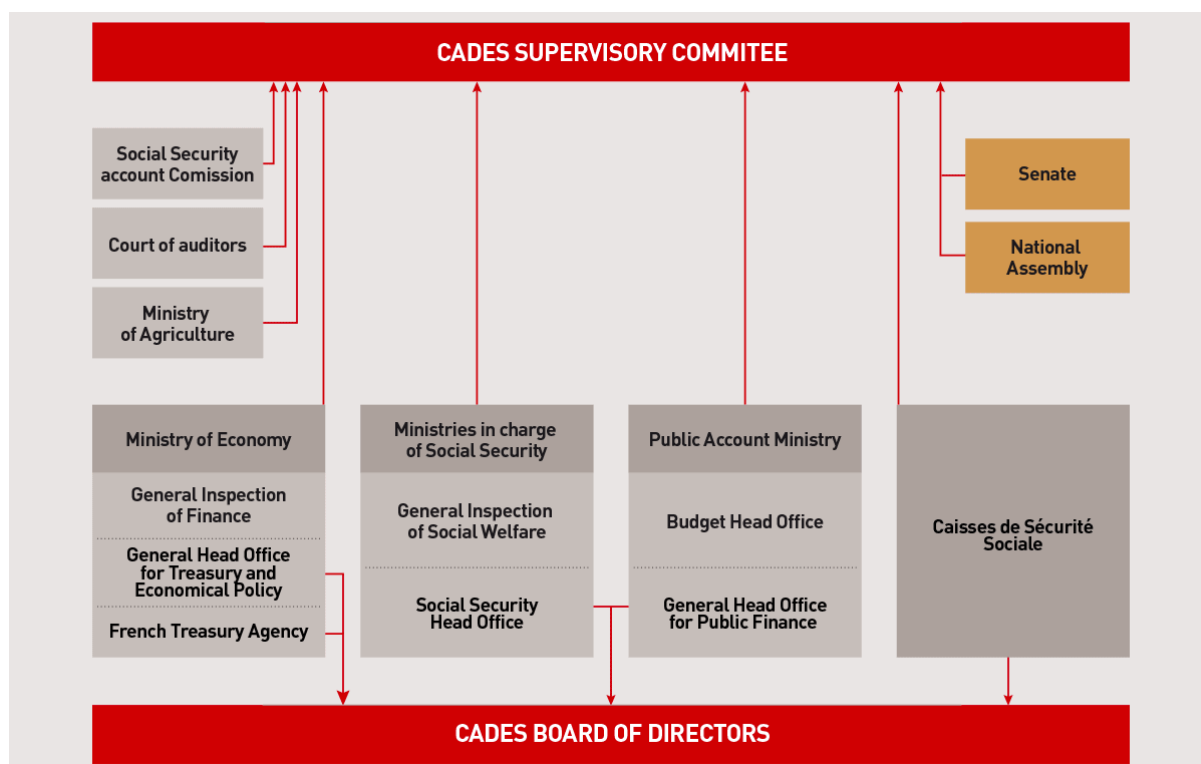 CADES SUPERVISORY COMMITEE
Social Security
account Comission
Court of auditors
Ministry
of Agriculture
Senate
National
Assembly
Ministry of Economy
General Inspection
of Finance
General Head Office
for Treasury and
Economical Policy
French Treasury Agency
Ministries in charge
of Social Security
General Inspection
of Social Welfare
Social Security
Head Office
Public Account Ministry
Budget Head Office
General Head Office
for Public Finance
Caisses de Sécurité
Sociale
CADES BOARD OF DIRECTORS